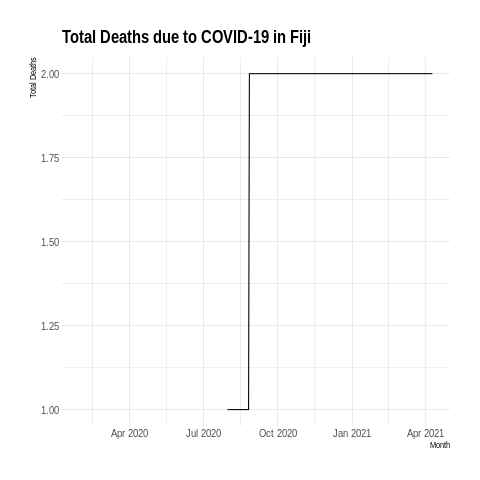 Total Deaths due to COVID-19 in Fiji
Total Deaths
2.00
1.75
1.50
1.25
1.00
Apr 2020 Jul 2020 Oct 2020 Jan 2021 Apr 2021
Month